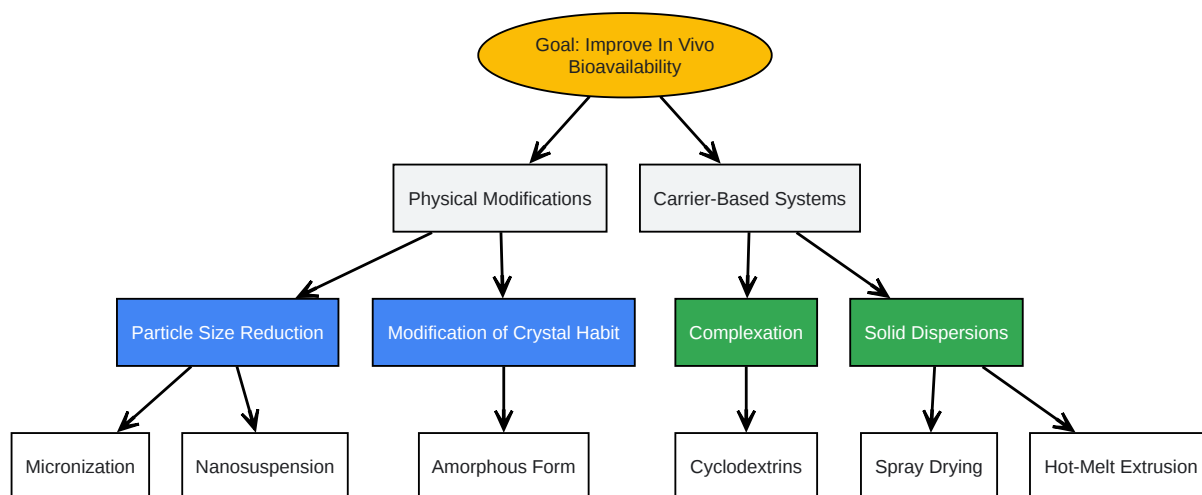 Goal: Improve In Vivo
Bioavailability
Physical Modifications
Carrier-Based Systems
Particle Size Reduction
Modification of Crystal Habit
Complexation
Solid Dispersions
Micronization
Nanosuspension
Amorphous Form
Cyclodextrins
Spray Drying
Hot-Melt Extrusion